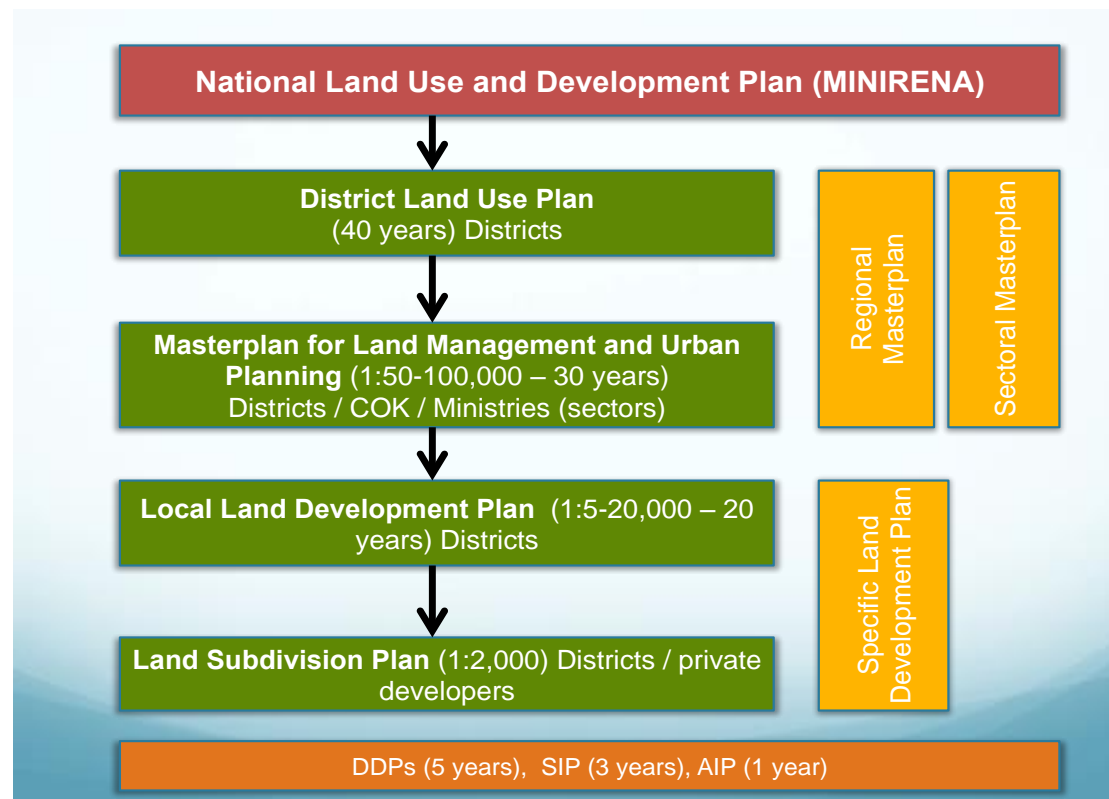 National Land Use and Development Plan (MINIRENA)
District Land Use Plan
(40 years) Districts
Masterplan for Land Management and Urban
Planning (1:50-100,000 – 30 years)
Districts / COK / Ministries (sectors)
Regional
Masterplan
Sectoral Masterplan
Local Land Development Plan (1:5-20,000 – 20
years) Districts
Land Subdivision Plan (1:2,000) Districts / private
developers
Specific Land
Development Plan
DDPs (5 years), SIP (3 years), AIP (1 year)